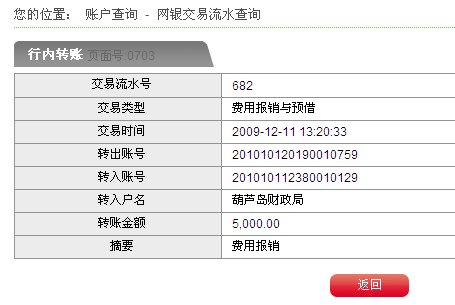 您的位置： 账户查询 - 网银交易流水查询
行内转账 页面号:0703
交易流水号 682
交易类型 费用报销与预借
交易时间 2009-12-11 13:20:33
转出账号 201010120190010759
转入账号 201010112380010129
转入户名 葫芦岛财政局
转账金额 5,000.00
摘要 费用报销
返回